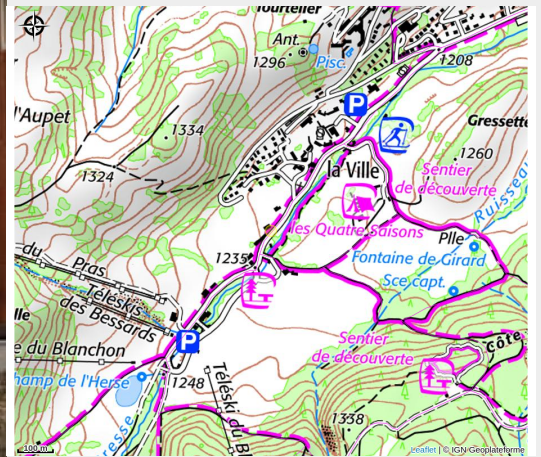 Tourtelier
Ant.
1296
Pisc.
1208
l'Aupet
P
1334
Gressette
1260
1324
la Ville
Sentier
de découverte
Ruisseau
les Quatre Saisons
Plle
1235
Fontaine de Girard
du Pras
Sce capt.
Téléskis
des Bessards
P
Sentier
de découverte
Côte
e du Blanchon
hamp de l'Herse
1248
Téléski du Bl
1338
resse
100 m
Leaflet | © IGN-Geoplateforme